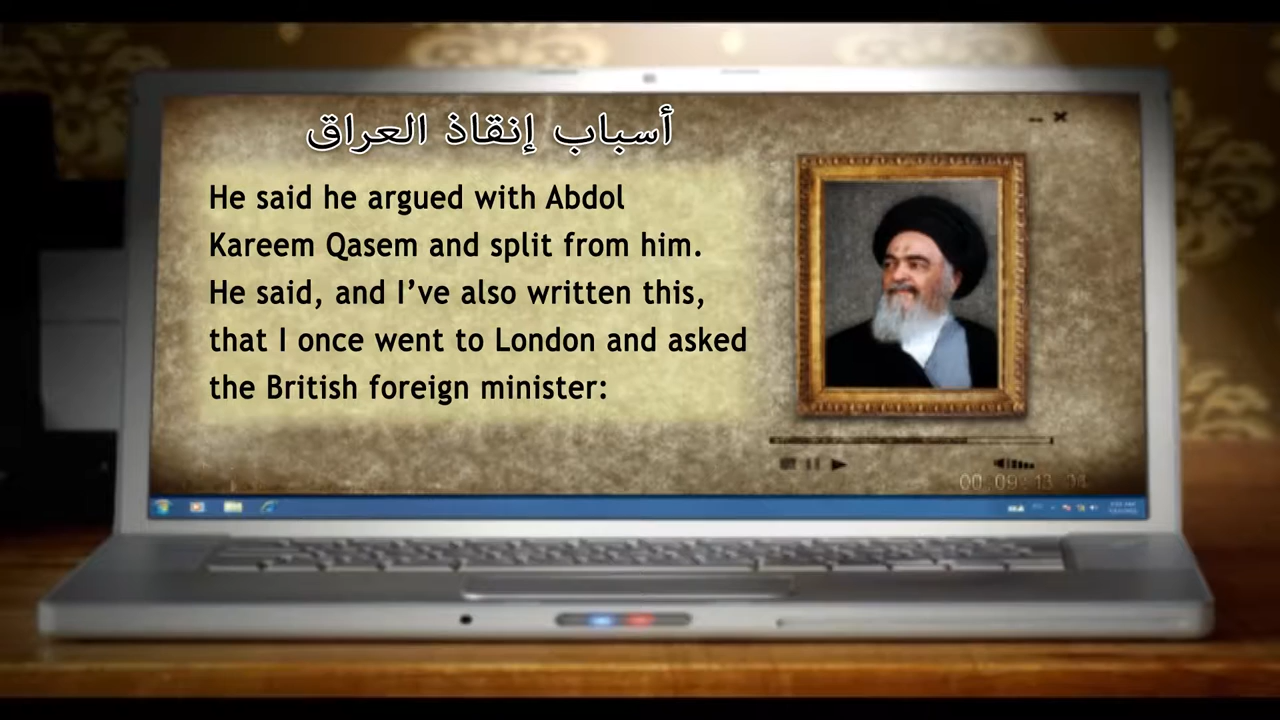 أسباب إنقاذ العراق
He said he argued with Abdol
Kareem Qasem and split from him.
He said, and I've also written this,
that I once went to London and asked
the British foreign minister: